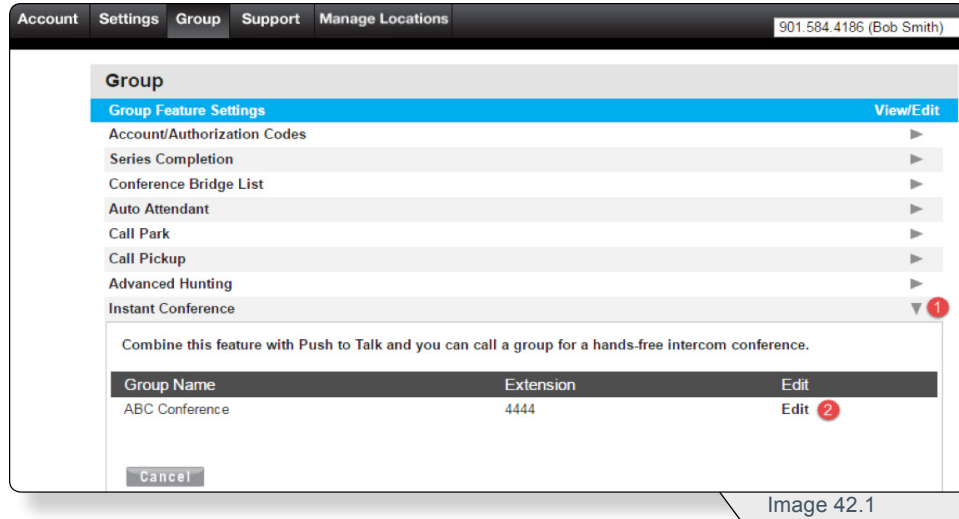 Account Settings Group Support Manage Locations
901.584.4186 (Bob Smith)
Group
Group Feature Settings View/Edit
Account/Authorization Codes
Series Completion
Conference Bridge List
Auto Attendant
Call Park
Call Pickup
Advanced Hunting
Instant Conference 1
Combine this feature with Push to Talk and you can call a group for a hands-free intercom conference.
Group Name Extension Edit
ABC Conference 4444 Edit 2
Cancel
Image 42.1